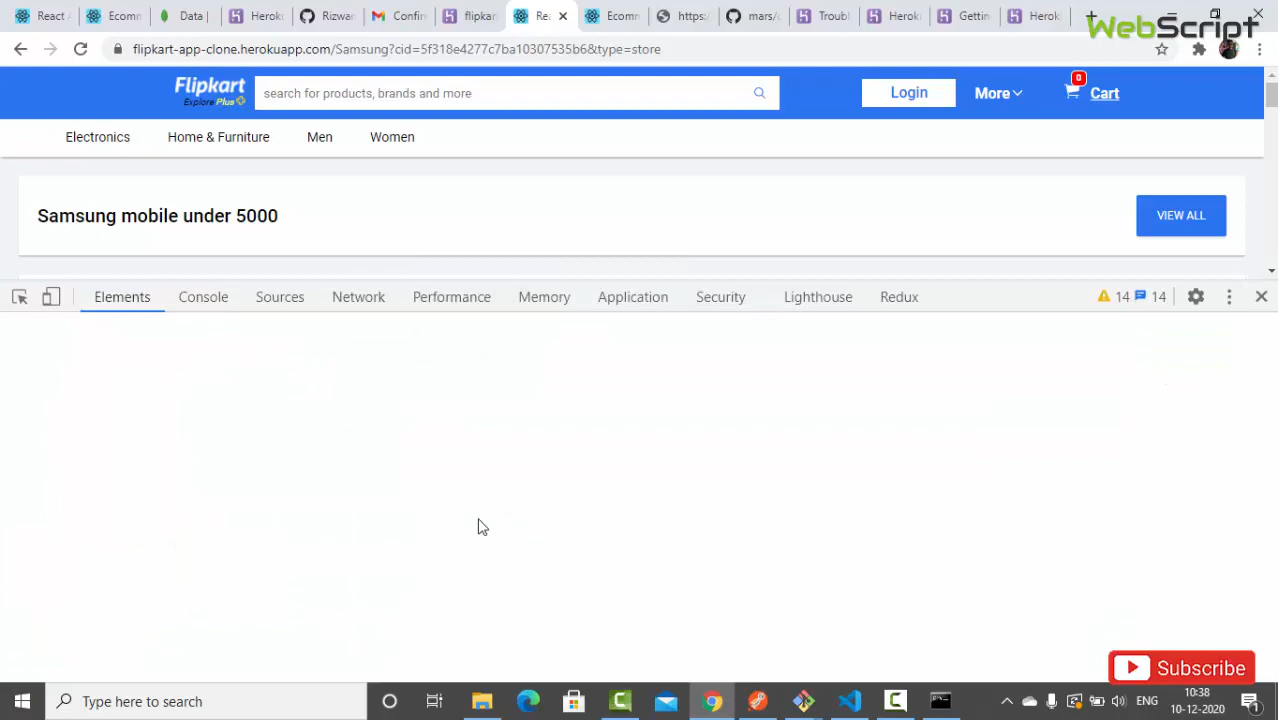 React A
Ecomm
Data |
Heroku
Rizwan
Confir
flipkar
Rea
Ecomm
https:/
mars/c
Troubl
Herok
Gettin
Herok
WebScript
flipkart-app-clone.herokuapp.com/Samsung?cid=5f318e4277c7ba10307535b6&type=store
Flipkart
Explore Plus
search for products, brands and more
Login
More
0
Cart
Electronics Home & Furniture Men Women
Samsung mobile under 5000
VIEW ALL
Elements Console Sources Network Performance Memory Application Security Lighthouse Redux 14 14
Subscribe
Type here to search
ENG
10:38
10-12-2020
1